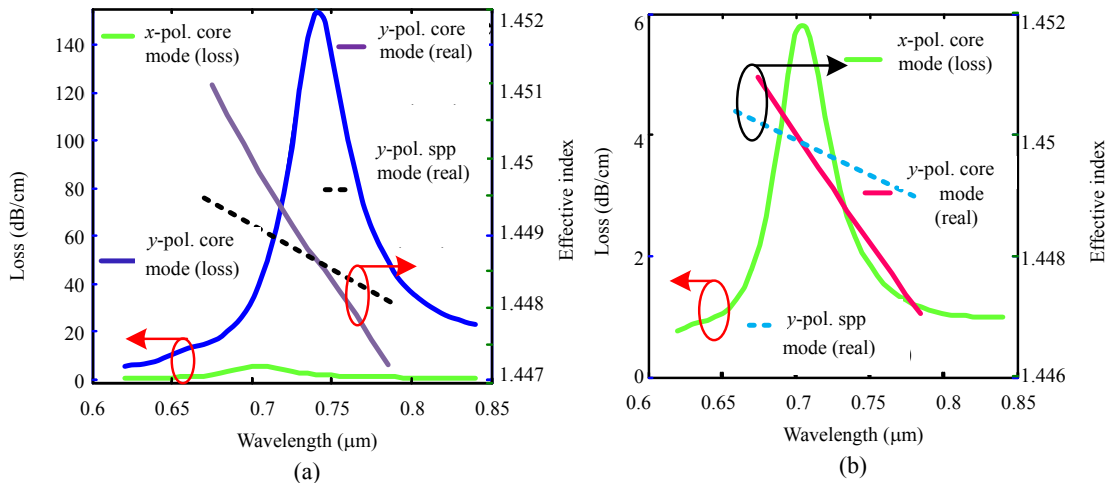 x-pol. core
mode (loss)
y-pol. core
mode (real)
y-pol. spp
mode (real)
y-pol. core
mode (loss)
Loss (dB/cm)
140
120
100
80
60
40
20
0
0.6
0.65
0.7
0.75
0.8
0.85
Wavelength (μm)
1.452
1.451
1.45
1.449
1.448
1.447
Effective index
(a)
x-pol. core
mode (loss)
y-pol. core
mode
(real)
y-pol. spp
mode (real)
Loss (dB/cm)
6
4
2
0
0.6
0.65
0.7
0.75
0.8
0.85
Wavelength (μm)
1.452
1.45
1.448
1.446
Effective index
(b)